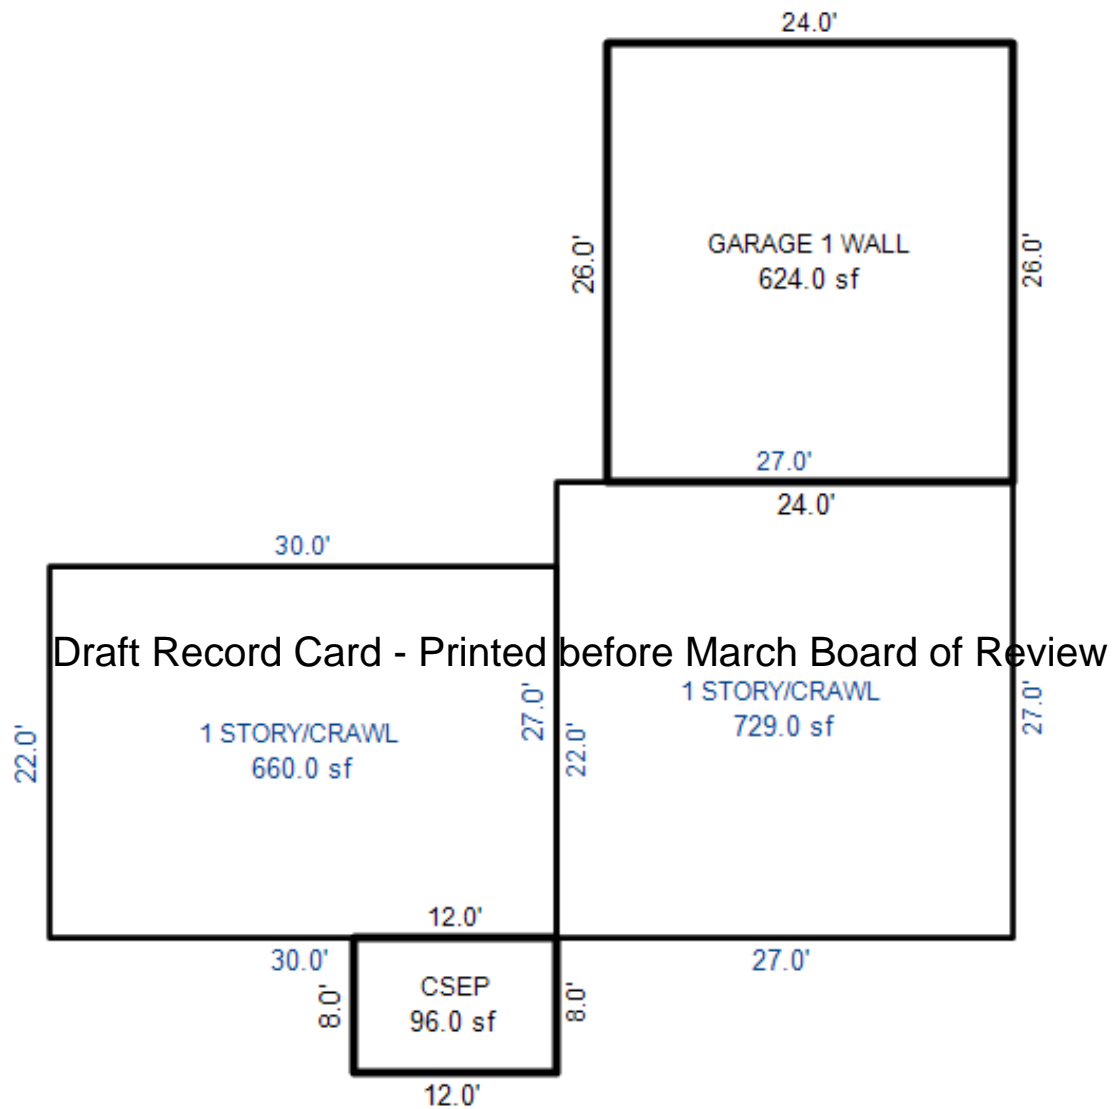 24.0'
26.0'
GARAGE 1 WALL
624.0 sf
26.0'
27.0'
24.0'
30.0'
Draft Record Card - Printed before March Board of Review
22.0'
1 STORY/CRAWL
660.0 sf
27.0'
22.0'
1 STORY/CRAWL
729.0 sf
27.0'
12.0'
30.0'
27.0'
8.0'
CSEP
96.0 sf
8.0'
12.0'